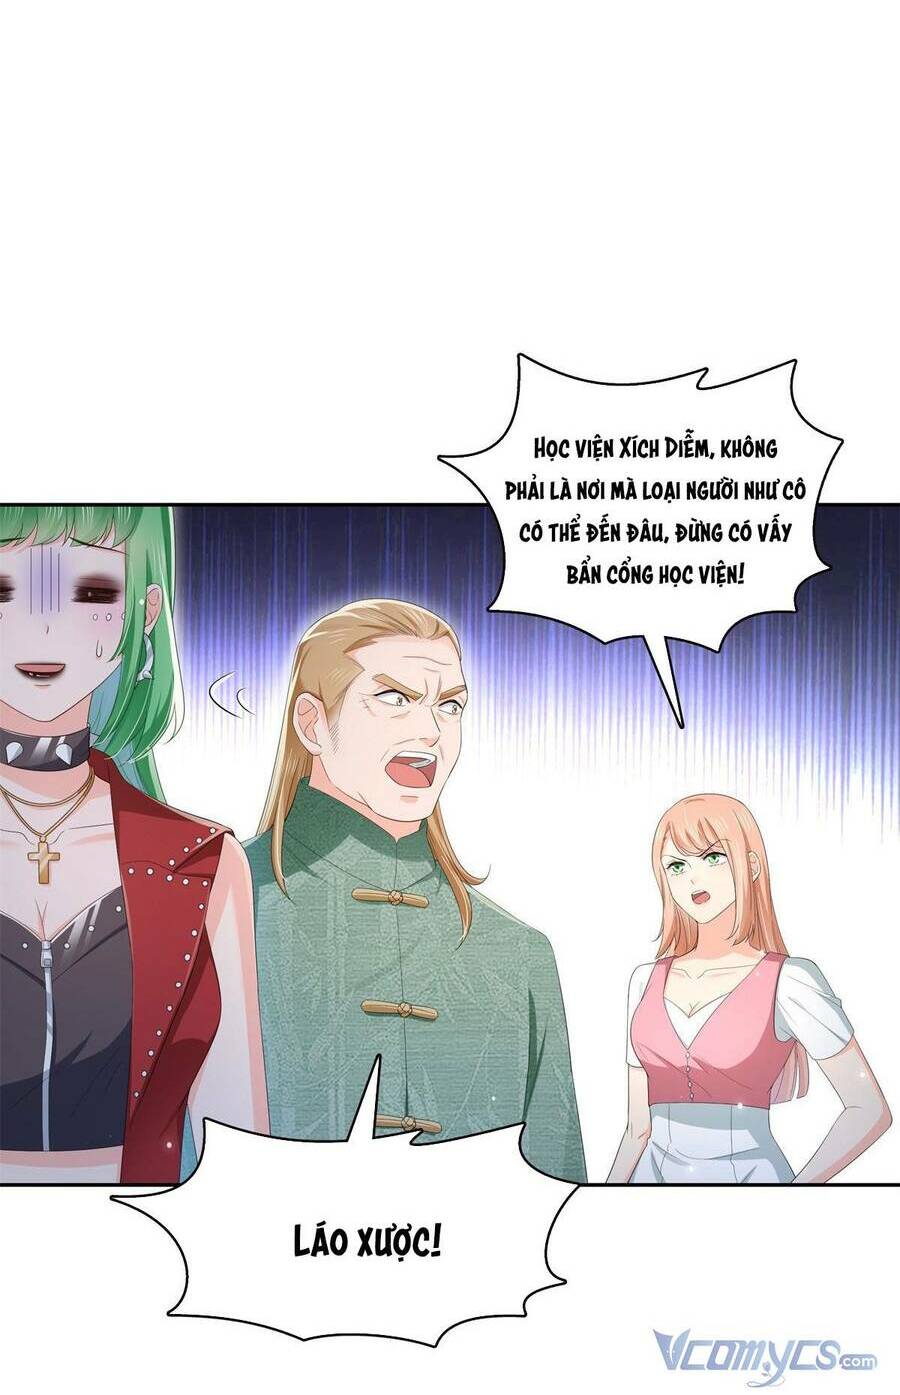 HỌC VIỆN XÍCH DIỄM, KHÔNG
PHẢI LÀ NƠI MÀ LOẠI NGƯỜI NHƯ CÔ
CÓ THỂ ĐẾN ĐÂU, ĐỪNG CÓ VẤY
BẨN CỔNG HỌC VIỆN!
LÁO XƯỢC!
VCOMYCS.com